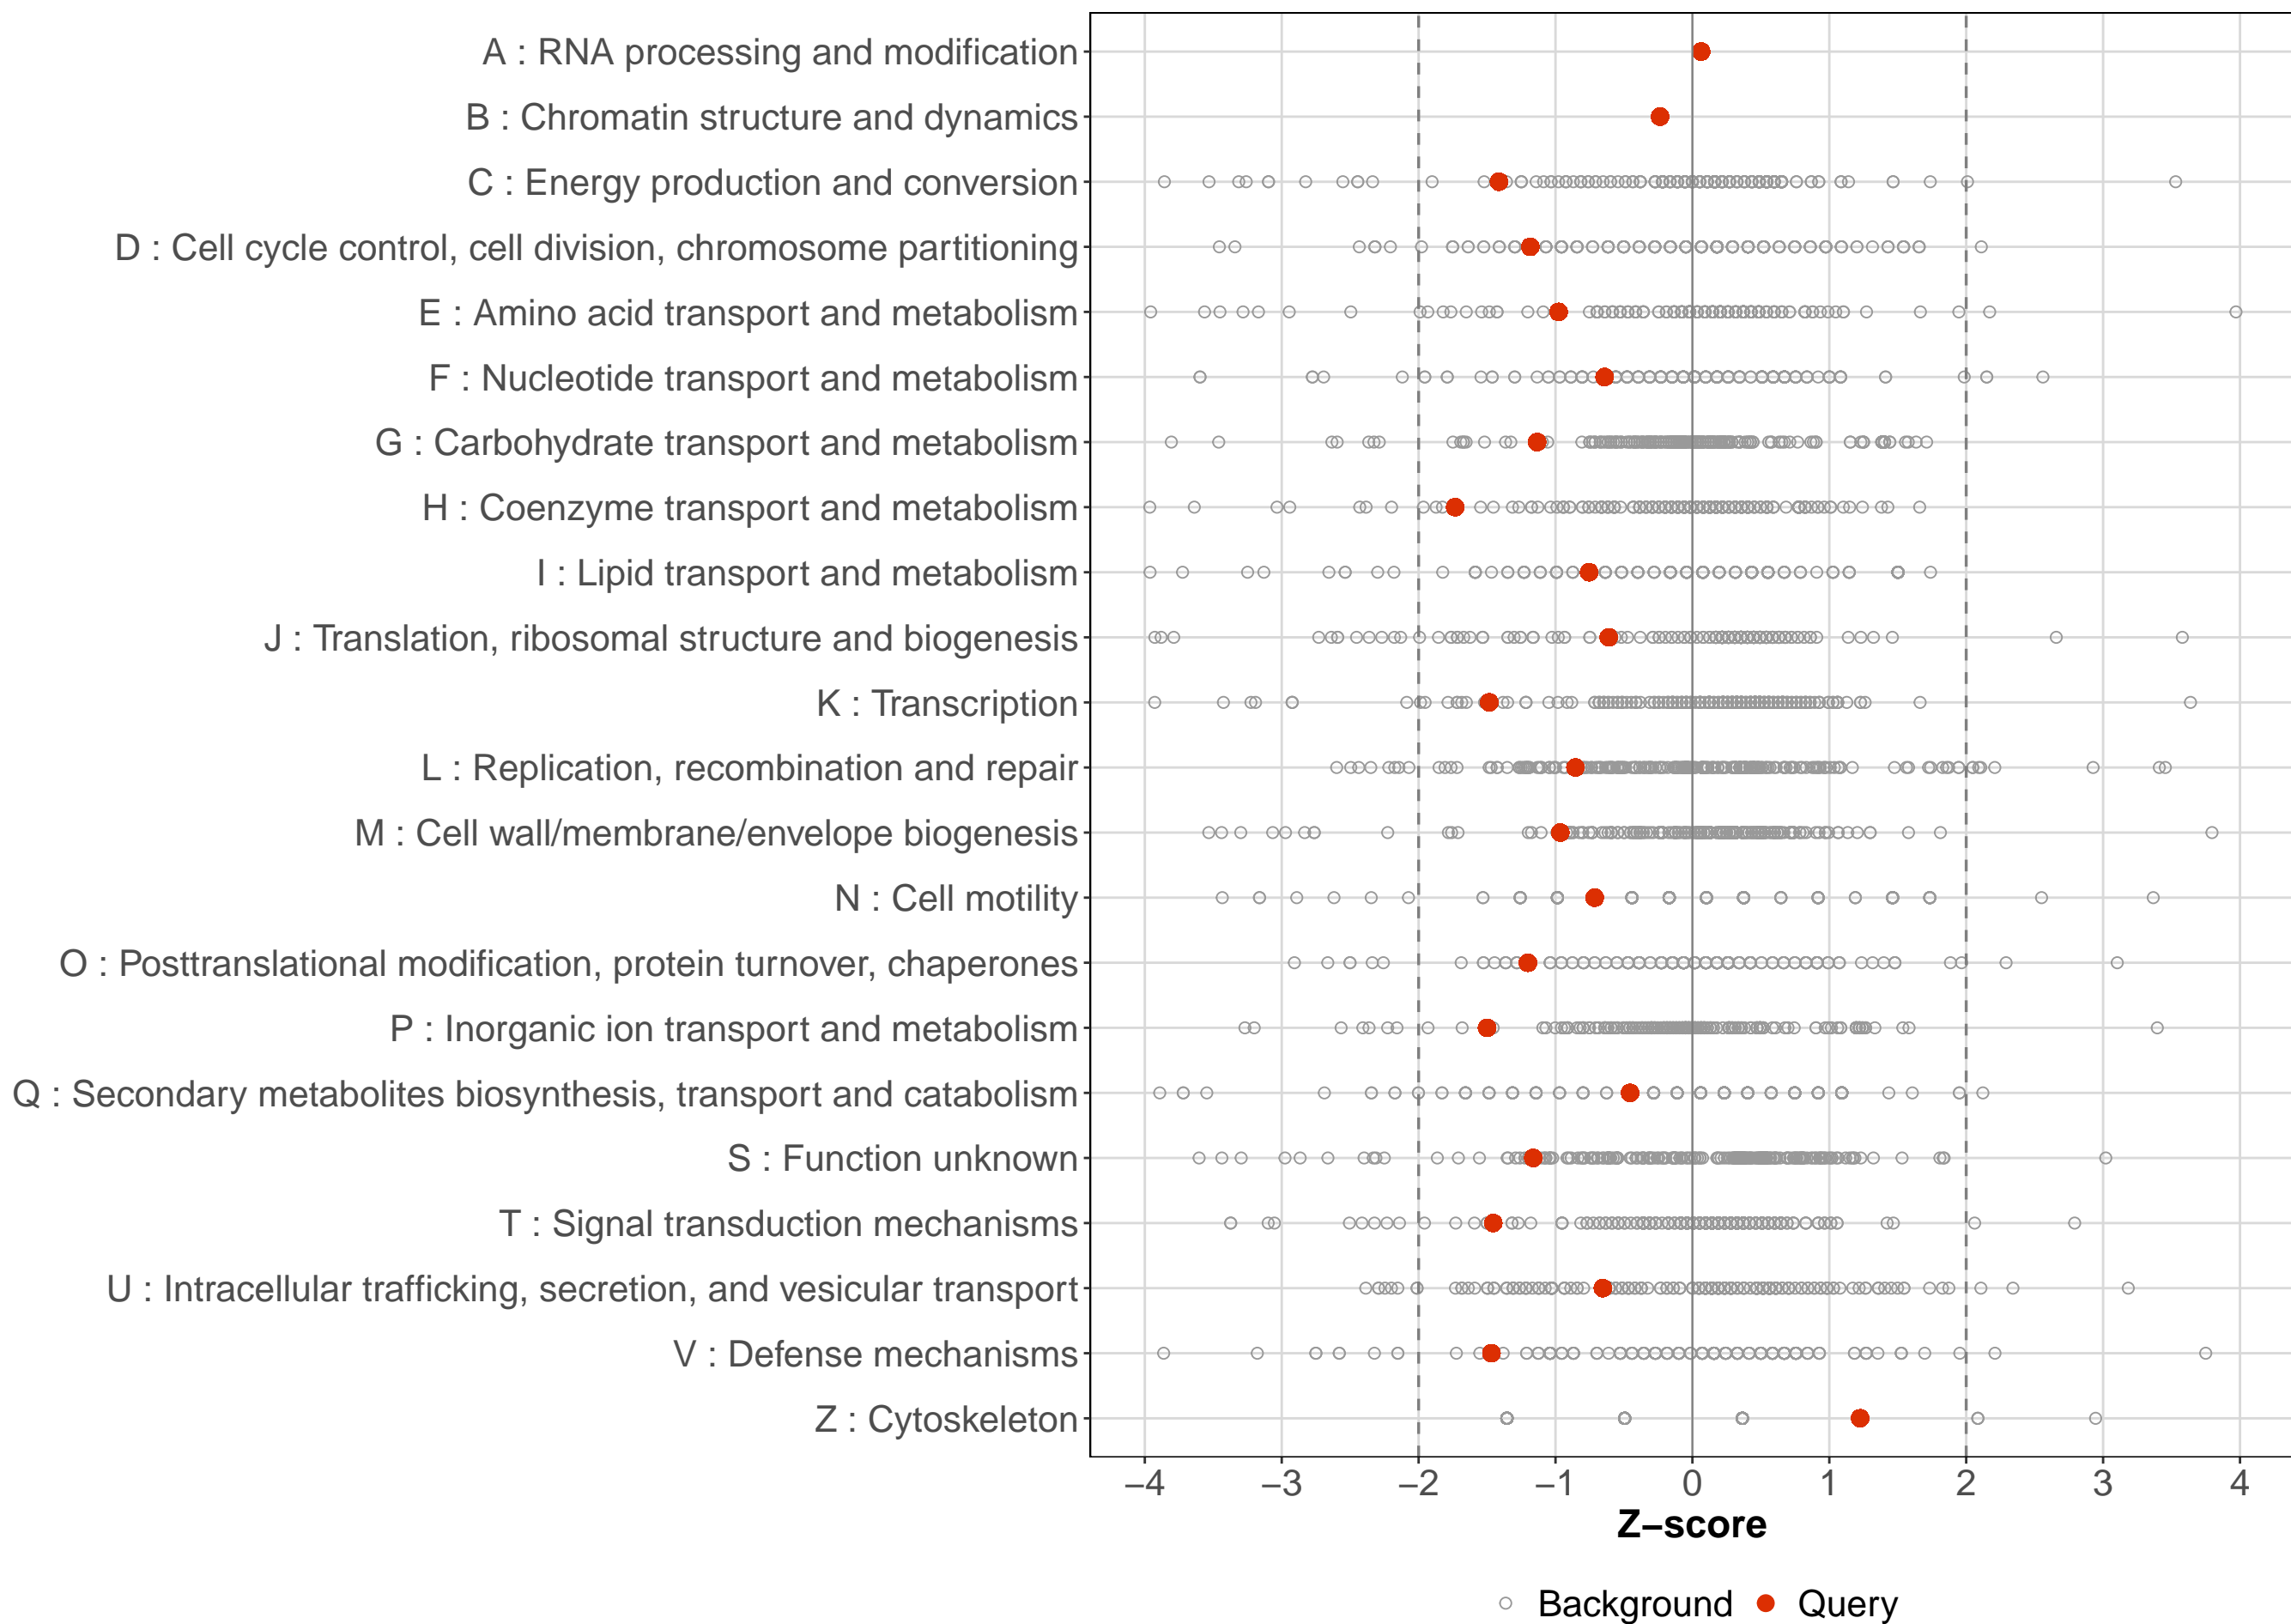 A : RNA processing and modification
B : Chromatin structure and dynamics
C : Energy production and conversion
D : Cell cycle control, cell division, chromosome partitioning
E : Amino acid transport and metabolism
F : Nucleotide transport and metabolism
G : Carbohydrate transport and metabolism
H : Coenzyme transport and metabolism
I : Lipid transport and metabolism
J : Translation, ribosomal structure and biogenesis
K : Transcription
L : Replication, recombination and repair
M : Cell wall/membrane/envelope biogenesis
N : Cell motility
O : Posttranslational modification, protein turnover, chaperones
P : Inorganic ion transport and metabolism
Q : Secondary metabolites biosynthesis, transport and catabolism
S : Function unknown
T : Signal transduction mechanisms
U : Intracellular trafficking, secretion, and vesicular transport
V : Defense mechanisms
Z : Cytoskeleton
−4 −3 −2 −1 0 1 2 3 4
Z−score
Background Query